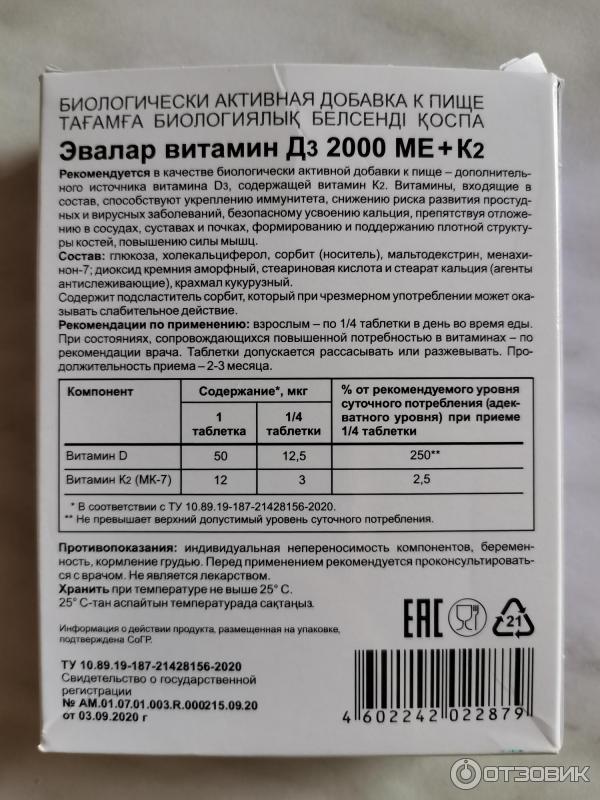 БИОЛОГИЧЕСКИ АКТИВНАЯ ДОБАВКА К ПИЩЕ
ТАҒАМҒА БИОЛОГИЯЛЫҚ БЕЛСЕНДІ ҚОСПА
Эвалар витамин Д3 2000 МЕ+К2
Рекомендуется в качестве биологически активной добавки к пище – дополнитель-
ного источника витамина D3, содержащей витамин К2. Витамины, входящие в
состав, способствуют укреплению иммунитета, снижению риска развития простуд-
ных и вирусных заболеваний, безопасному усвоению кальция, препятствуя отложе-
нию в сосудах, суставах и почках, формированию и поддержанию плотной структу-
ры костей, повышению силы мышц.
Состав: глюкоза, холекальциферол, сорбит (носитель), мальтодекстрин, менахи-
нон-7; диоксид кремния аморфный, стеариновая кислота и стеарат кальция (агенты
антислеживающие), крахмал кукурузный.
Содержит подсластитель сорбит, который при чрезмерном употреблении может ока-
зывать слабительное действие.
Рекомендации по применению: взрослым – по 1/4 таблетки в день во время еды.
При состояниях, сопровождающихся повышенной потребностью в витаминах – по
рекомендации врача. Таблетки допускается рассасывать или разжевывать. Про-
должительность приема – 2-3 месяца.
Компонент
Содержание*, мкг
% от рекомендуемого уровня
суточного потребления (адек-
ватного уровня) при приеме
1/4 таблетки
1 таблетка
1/4 таблетки
Витамин D 50 12,5 250**
Витамин К2 (МК-7) 12 3 2,5
* В соответствии с ТУ 10.89.19-187-21428156-2020.
** Не превышает верхний допустимый уровень суточного потребления.
Противопоказания: индивидуальная непереносимость компонентов, беремен-
ность, кормление грудью. Перед применением рекомендуется проконсультировать-
ся с врачом. Не является лекарством.
Хранить при температуре не выше 25° С.
25° С-тан аспайтын температурада сақтаңыз.
Информация о действии продукта, размещенная на упаковке,
подтверждена СоГР.
EAC
21
ТУ 10.89.19-187-21428156-2020
Свидетельство о государственной
регистрации
№ AM.01.07.01.003.R.000215.09.20
от 03.09.2020 г
4 602242 022879
ОТЗОВИК